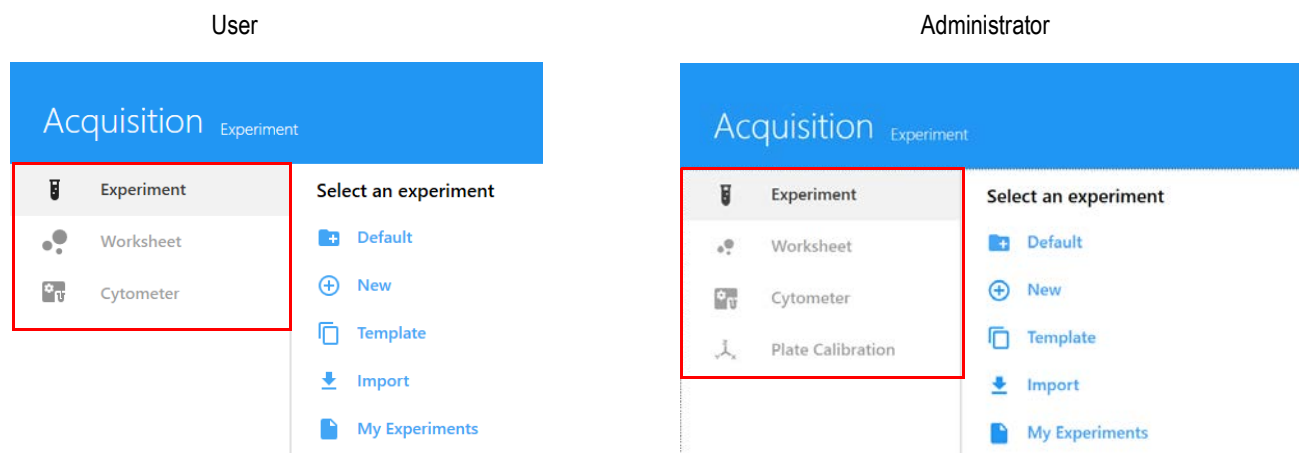 User
Administrator
Acquisition Experiment
Experiment
Worksheet
Cytometer
Select an experiment
Default
New
Template
Import
My Experiments
Acquisition Experiment
Experiment
Worksheet
Cytometer
Plate Calibration
Select an experiment
Default
New
Template
Import
My Experiments